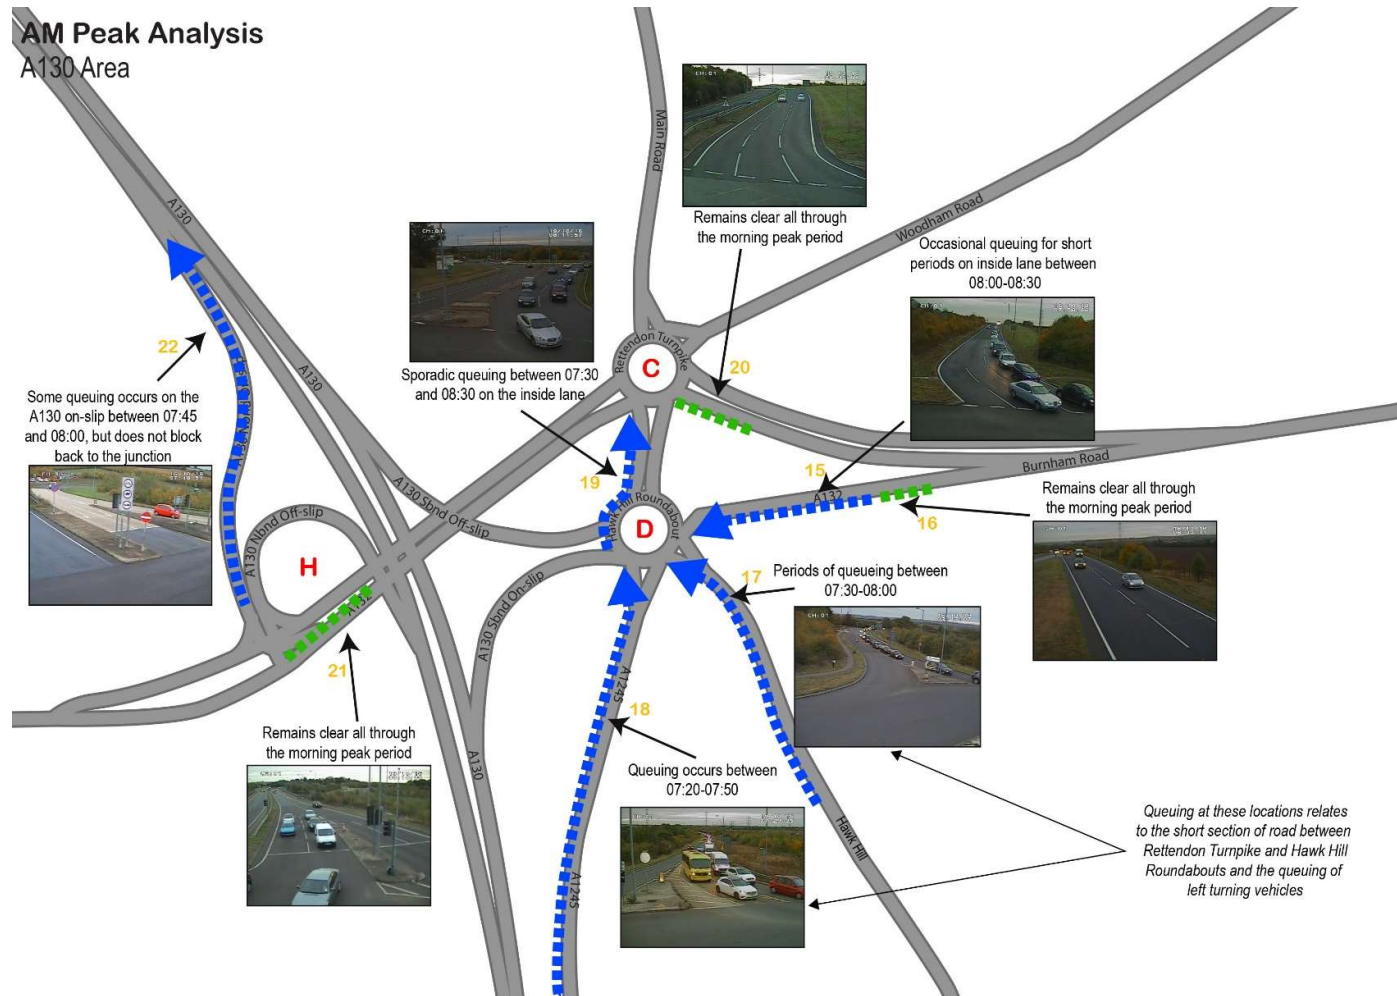 AM Peak Analysis
A130 Area
Main Road
Remains clear all through
the morning peak period
Woodham Road
Occasional queuing for short
periods on inside lane between
08:00-08:30
A130
Rettendon Turnpike
C
20
22
Sporadic queuing between 07:30
and 08:30 on the inside lane
A130
Some queuing occurs on the
A130 on-slip between 07:45
and 08:00, but does not block
back to the junction
19
15
A132
Burnham Road
16
Remains clear all through
the morning peak period
A130 Sbnd Off-slip
Hawk Hill Roundabout
D
A130 Nbnd Off-slip
H
17
Periods of queueing between
07:30-08:00
A132
A130 Sbnd On-slip
21
A1245
18
Remains clear all through
the morning peak period
A130
Queuing occurs between
07:20-07:50
Hawk Hill
A1245
Queuing at these locations relates
to the short section of road between
Rettendon Turnpike and Hawk Hill
Roundabouts and the queuing of
left turning vehicles